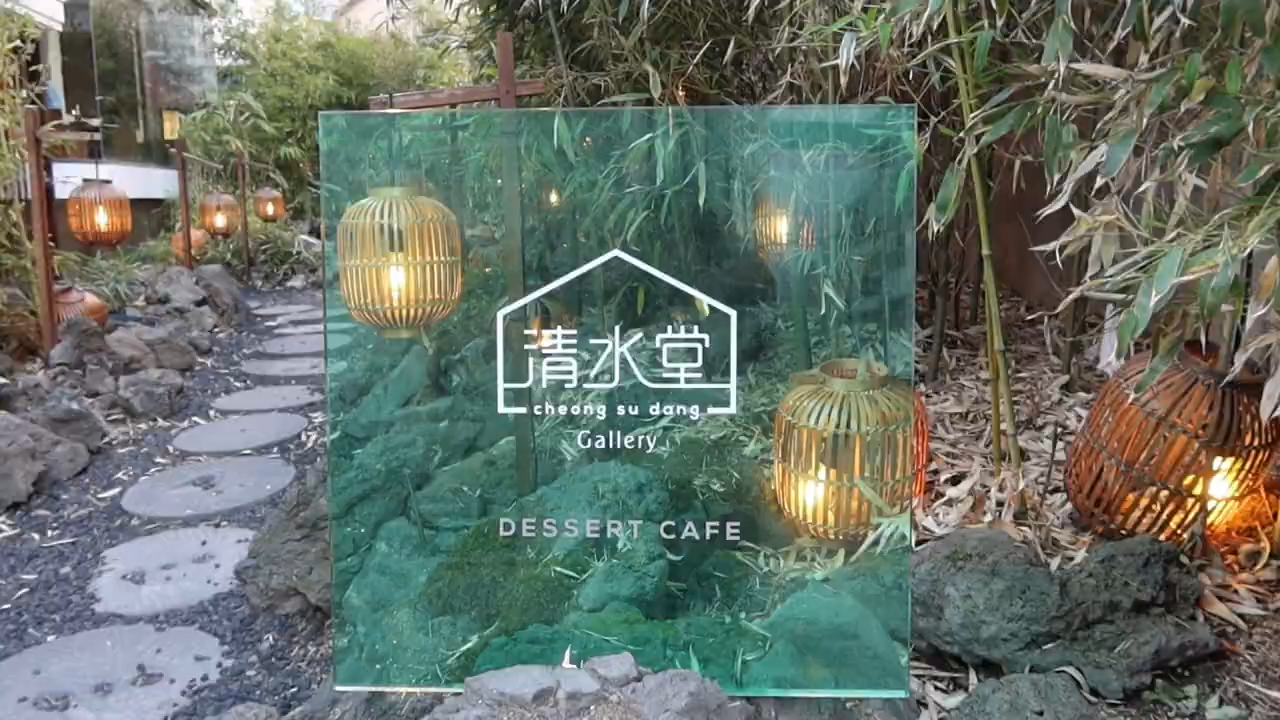 清水堂
cheong su dang
Gallery
DESSERT CAFE